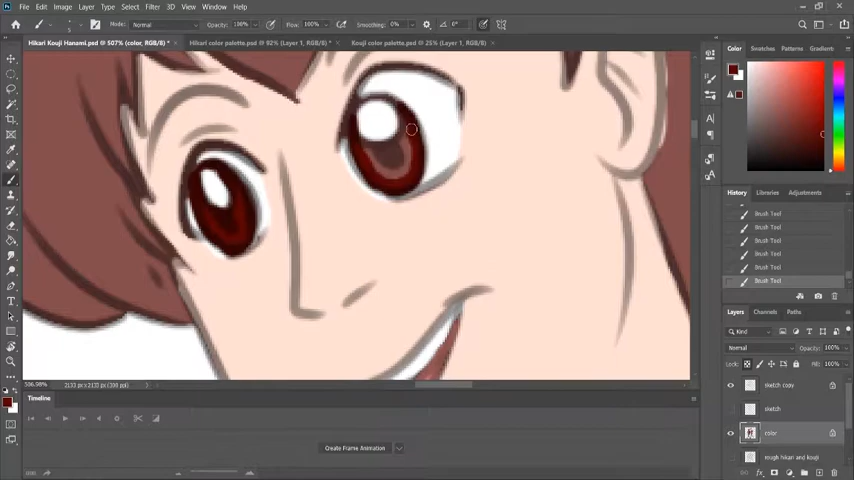 File Edit Image Layer Type Select Filter 3D View Window Help
Mode: Normal Opacity: 100% Flow: 100% Smoothing: 0% 0°
Hikari Kouji Hanami.psd @ 507% (color, RGB/8) * × Hikari color palette.psd @ 92% (Layer 1, RGB/8) * × Kouji color palette.psd @ 25% (Layer 1, RGB/8) ×
Color Swatches Patterns Gradients
History Libraries Adjustments
Brush Tool
Brush Tool
Brush Tool
Brush Tool
Brush Tool
Brush Tool
Layers Channels Paths
Kind
Normal Opacity: 100%
Lock: Fill: 100%
sketch copy
sketch
color
rough hikari and kouji
506.98% 2133 px x 2133 px (300 ppi)
Timeline
Create Frame Animation